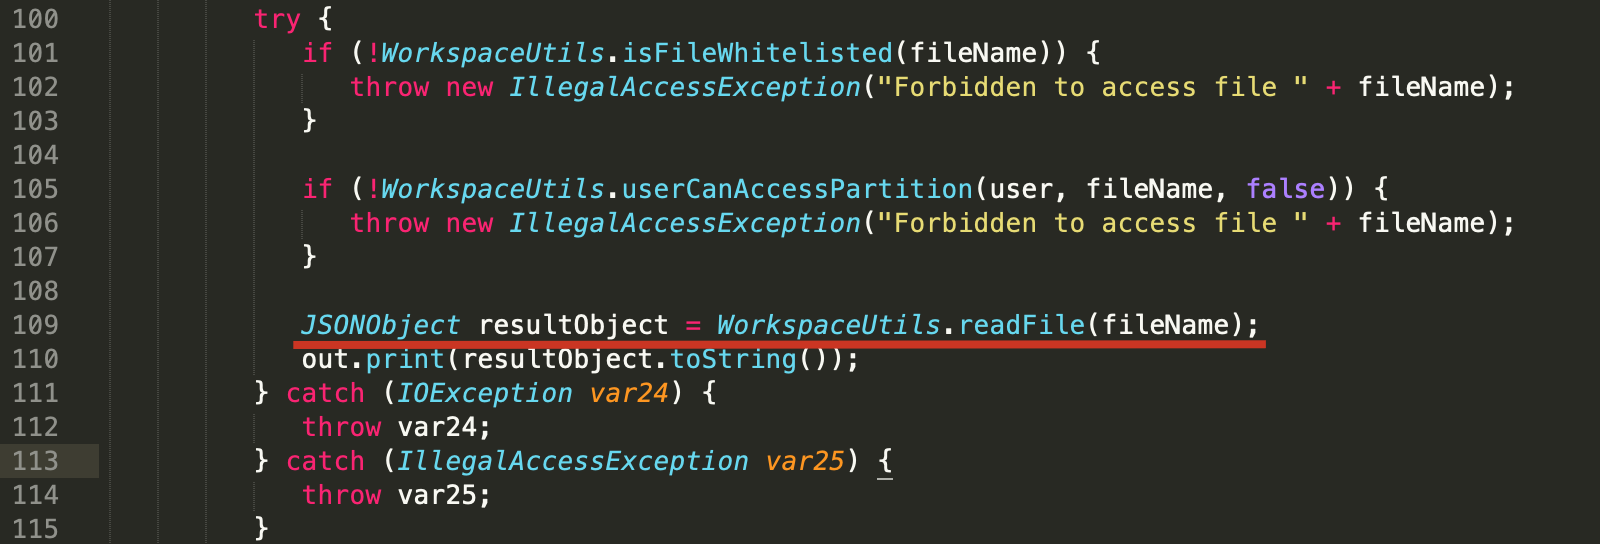 100 try {
101 if (!WorkspaceUtils.isFileWhitelisted(fileName)) {
102 throw new IllegalAccessException("Forbidden to access file " + fileName);
103 }
104
105 if (!WorkspaceUtils.userCanAccessPartition(user, fileName, false)) {
106 throw new IllegalAccessException("Forbidden to access file " + fileName);
107 }
108
109 JSONObject resultObject = WorkspaceUtils.readFile(fileName);
110 out.print(resultObject.toString());
111 } catch (IOException var24) {
112 throw var24;
113 } catch (IllegalAccessException var25) {
114 throw var25;
115 }